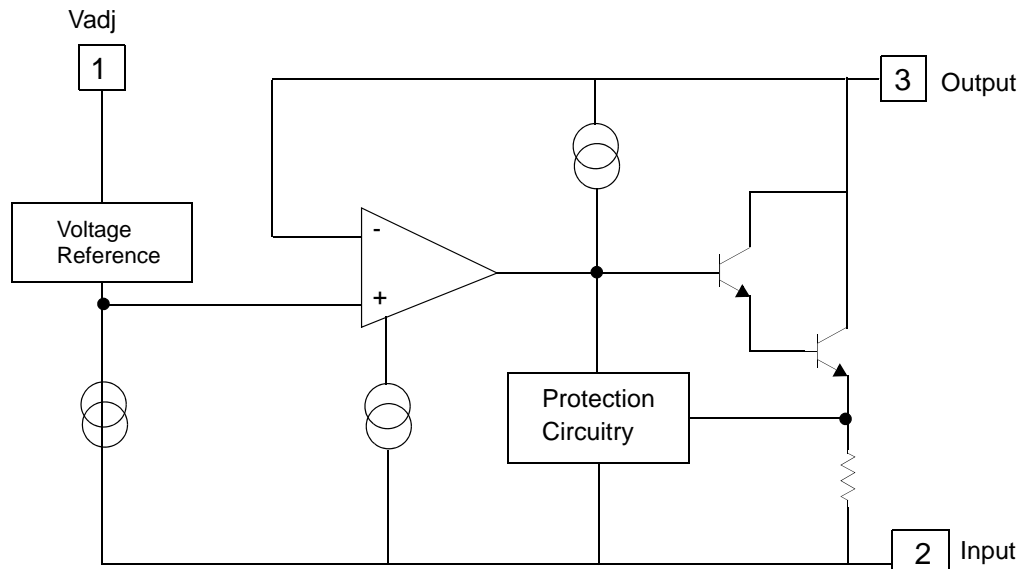 Vadj
1
3 Output
Voltage
Reference
-
+
Protection
Circuitry
2 Input